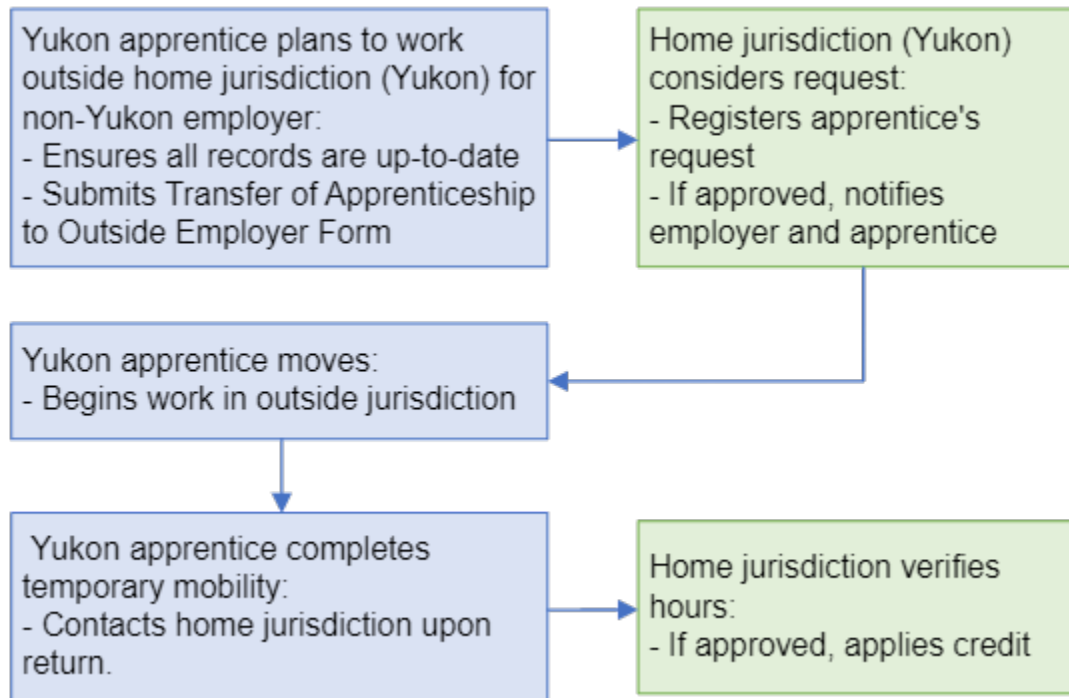 Yukon apprentice plans to work
outside home jurisdiction (Yukon) for
non-Yukon employer:
- Ensures all records are up-to-date
- Submits Transfer of Apprenticeship
to Outside Employer Form
Home jurisdiction (Yukon)
considers request:
- Registers apprentice's
request
- If approved, notifies
employer and apprentice
Yukon apprentice moves:
- Begins work in outside jurisdiction
Yukon apprentice completes
temporary mobility:
- Contacts home jurisdiction upon
return.
Home jurisdiction verifies
hours:
- If approved, applies credit